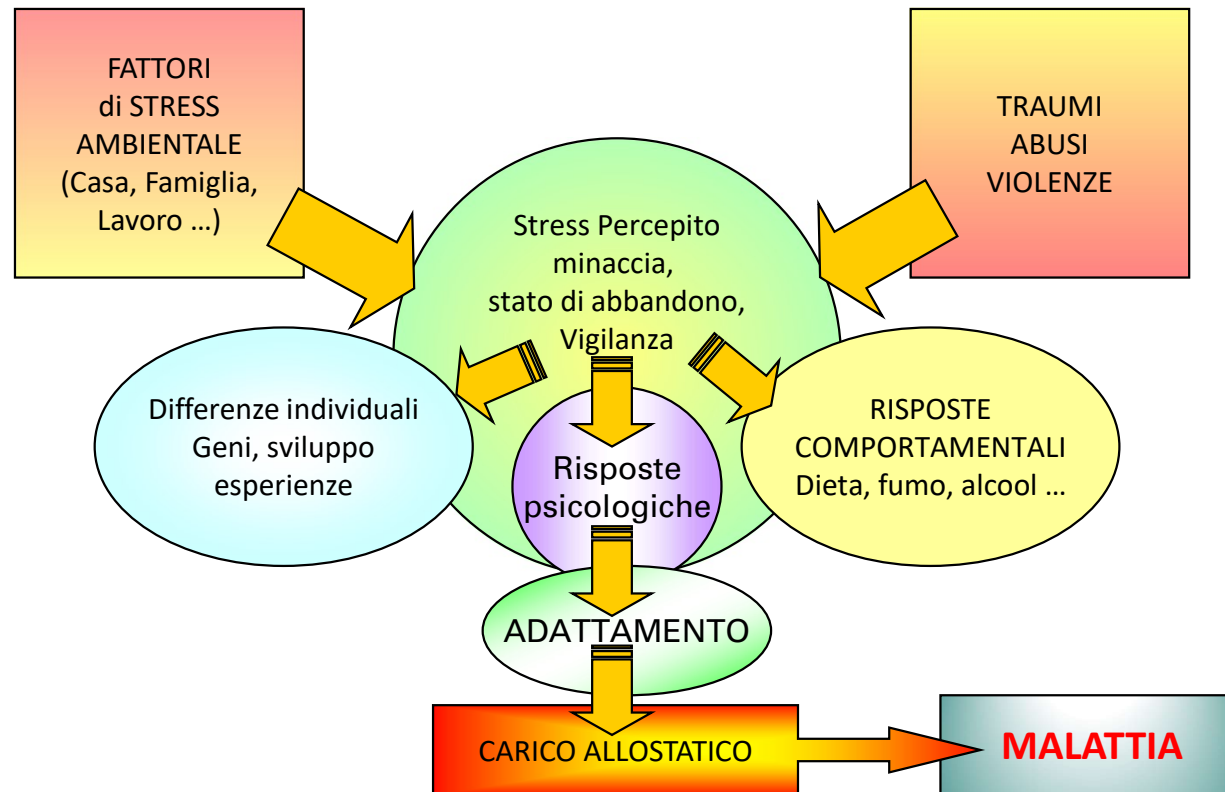 FATTORI
di STRESS
AMBIENTALE
(Casa, Famiglia,
Lavoro …)
TRAUMI
ABUSI
VIOLENZE
Stress Percepito
minaccia,
stato di abbandono,
Vigilanza
Differenze individuali
Geni, sviluppo
esperienze
Risposte
psicologiche
RISPOSTE
COMPORTAMENTALI
Dieta, fumo, alcool …
ADATTAMENTO
CARICO ALLOSTATICO
MALATTIA